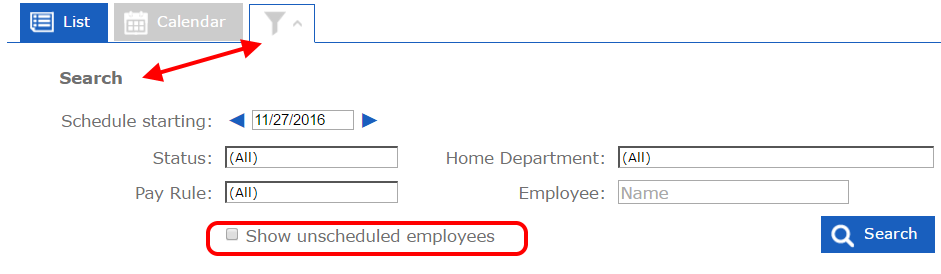 List Calendar
Search
Schedule starting: 11/27/2016
Status: (All) Home Department: (All)
Pay Rule: (All) Employee: Name
Show unscheduled employees Search